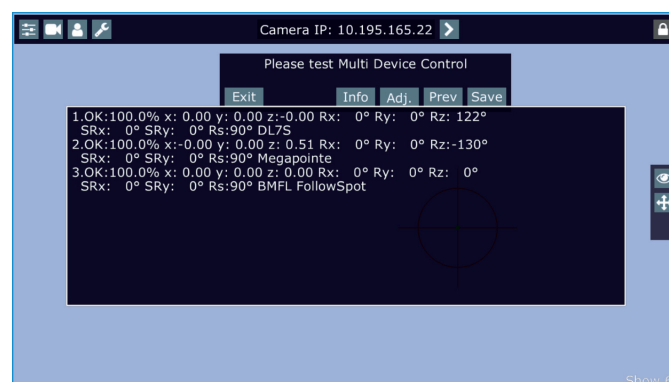 Camera IP: 10.195.165.22
Please test Multi Device Control
Exit Info Adj. Prev Save
1.OK:100.0% x: 0.00 y: 0.00 z:-0.00 Rx: 0° Ry: 0° Rz: 122°
SRx: 0° SRy: 0° Rs:90° DL7S
2.OK:100.0% x:-0.00 y: 0.00 z: 0.51 Rx: 0° Ry: 0° Rz:-130°
SRx: 0° SRy: 0° Rs:90° Megapointe
3.OK:100.0% x: 0.00 y: 0.00 z: 0.00 Rx: 0° Ry: 0° Rz: 0°
SRx: 0° SRy: 0° Rs:90° BMFL FollowSpot
Show